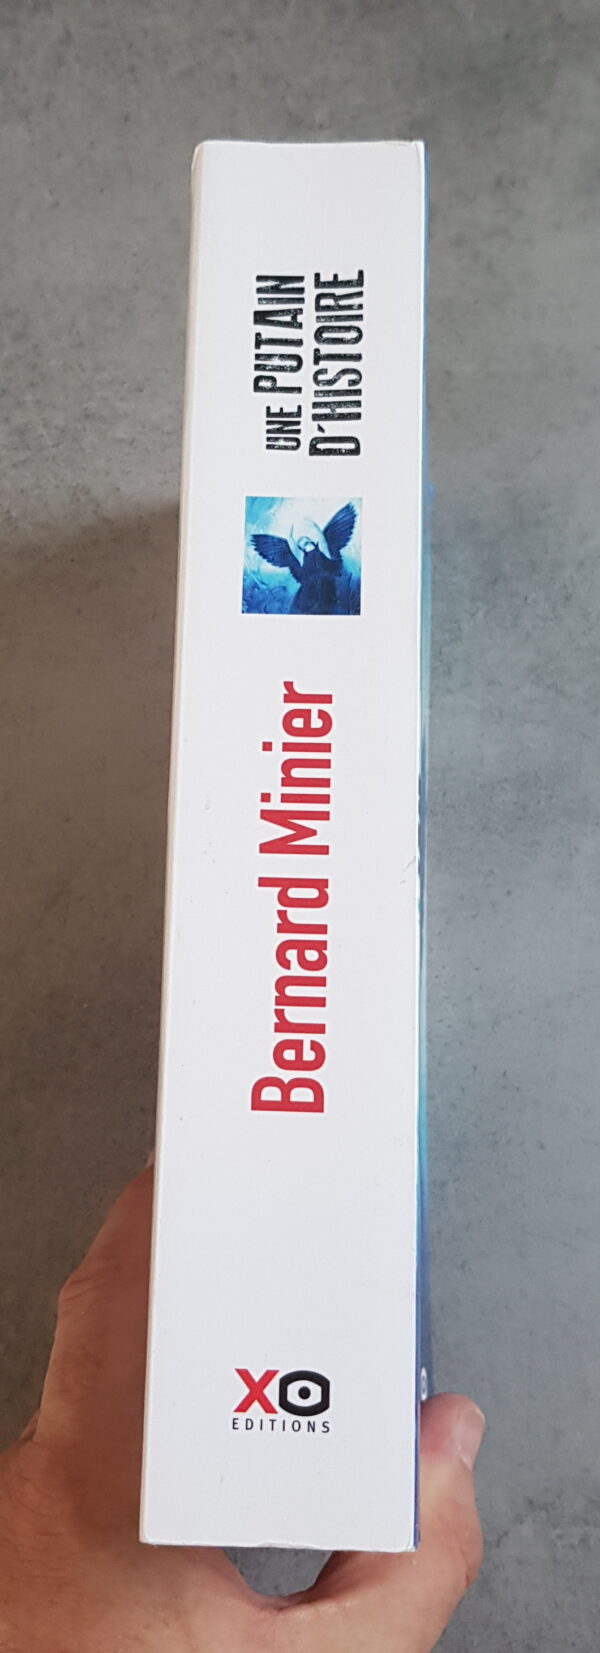 UNE PUTAIN
D'HISTOIRE
Bernard Minier
XO
EDITIONS